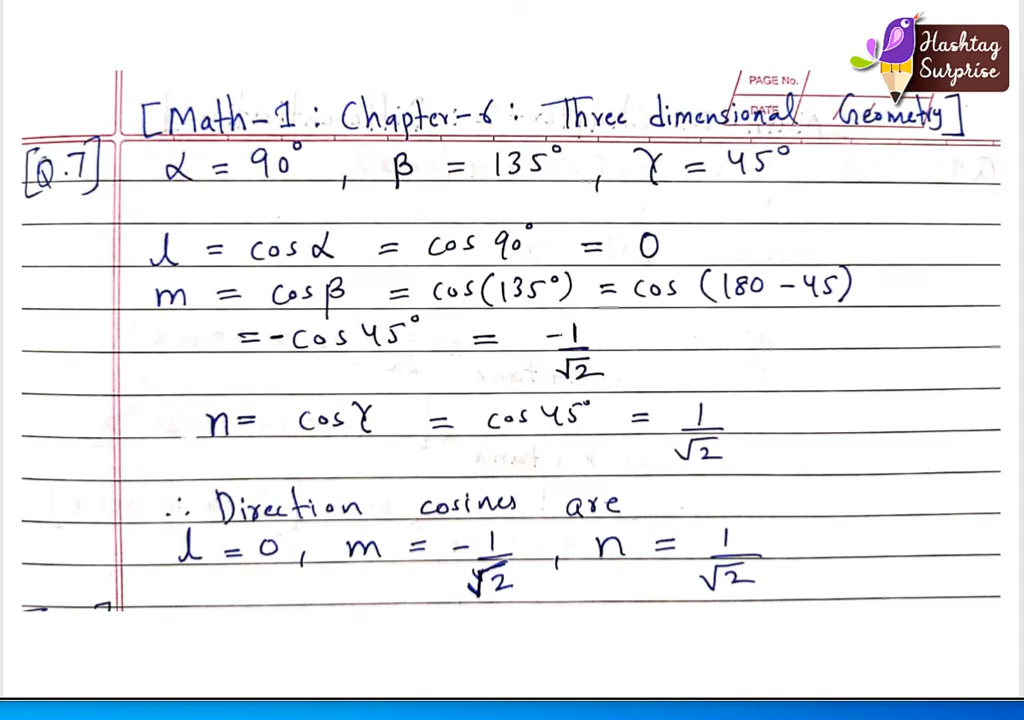 Hashtag
Surprise
PAGE No.
DATE
[Math-1 : Chapter:-6 : Three dimensional Geometry]
[Q.7] α = 90° , β = 135° , γ = 45°
l = cos α = cos 90° = 0
m = cos β = cos(135°) = cos (180 - 45)
= -cos 45° = -1/√2
n = cos γ = cos 45° = 1/√2
∴ Direction cosines are
l = 0 , m = -1/√2 , n = 1/√2